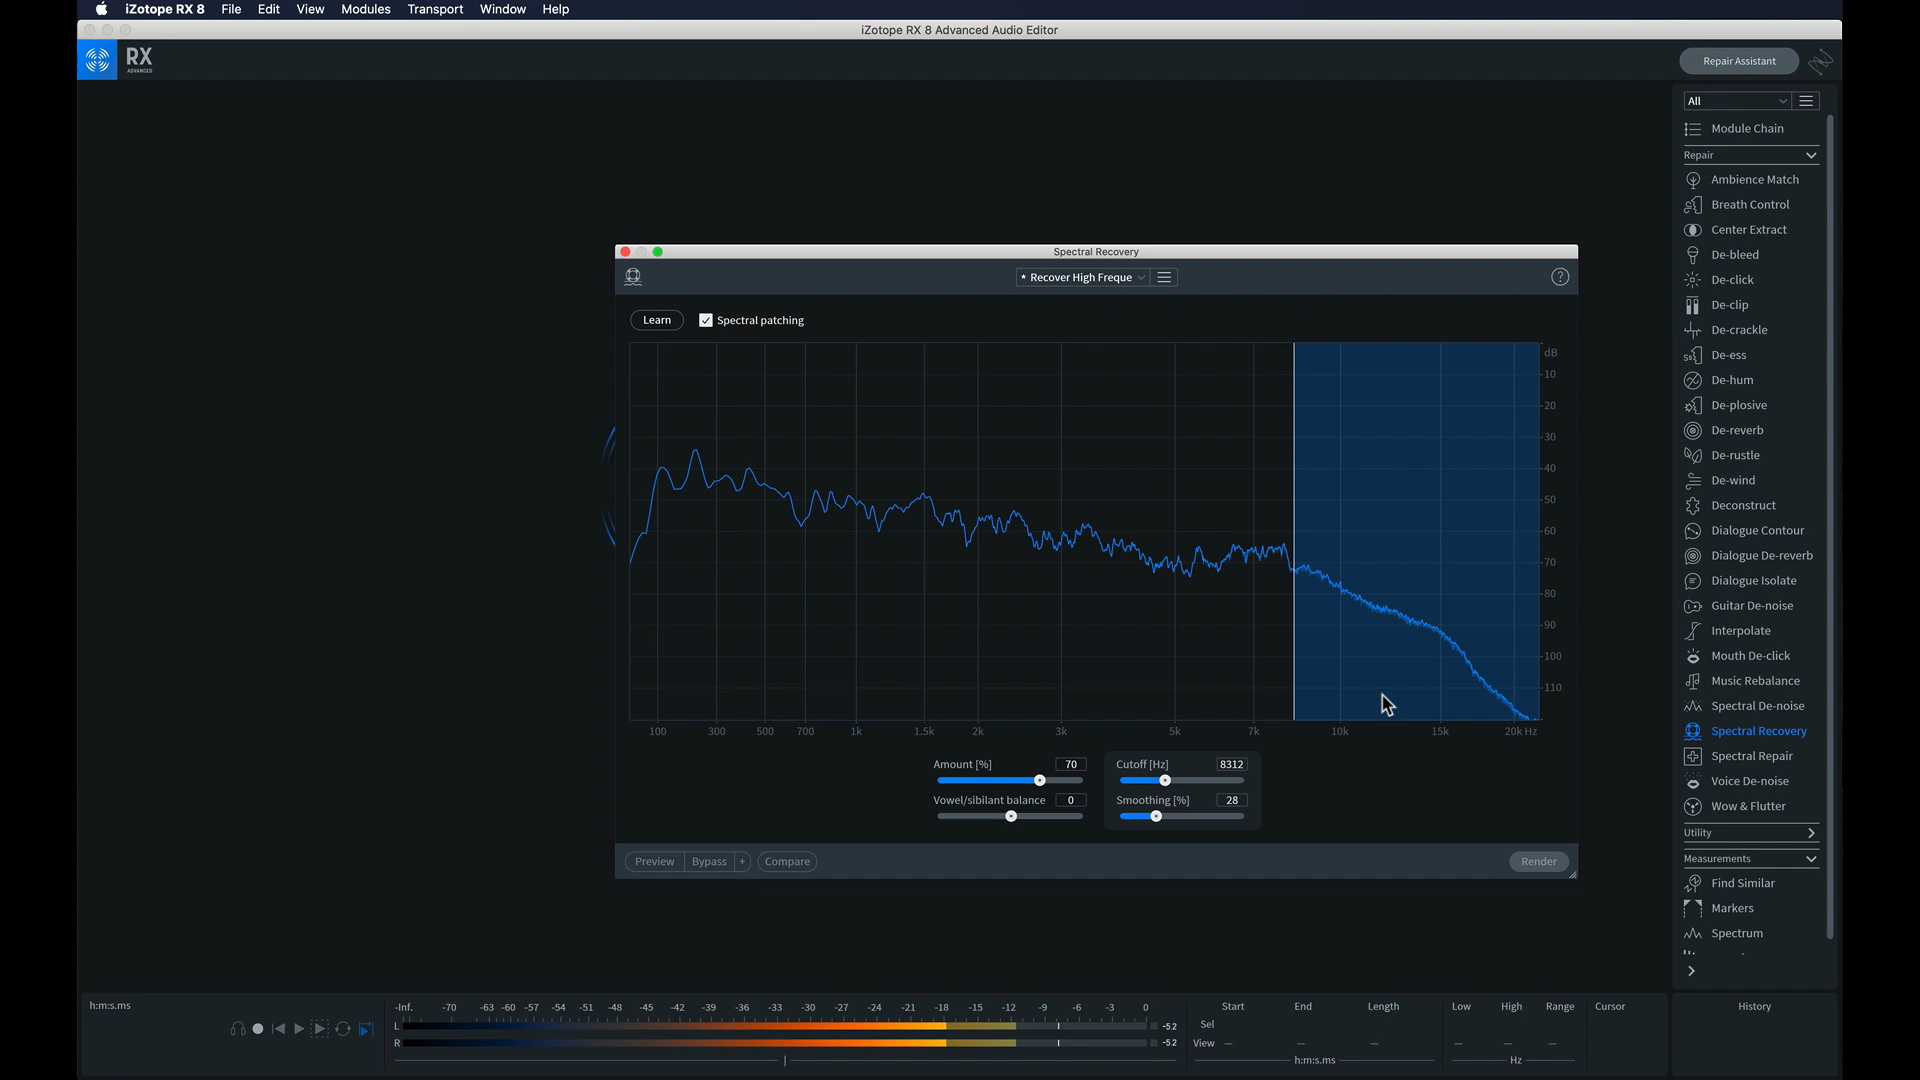 iZotope RX 8 File Edit View Modules Transport Window Help
iZotope RX 8 Advanced Audio Editor
RX
ADVANCED
Repair Assistant
All
Module Chain
Repair
Ambience Match
Breath Control
Center Extract
De-bleed
De-click
De-clip
De-crackle
De-ess
De-hum
De-plosive
De-reverb
De-rustle
De-wind
Deconstruct
Dialogue Contour
Dialogue De-reverb
Dialogue Isolate
Guitar De-noise
Interpolate
Mouth De-click
Music Rebalance
Spectral De-noise
Spectral Recovery
Spectral Repair
Voice De-noise
Wow & Flutter
Utility
Measurements
Find Similar
Markers
Spectrum
Spectral Recovery
* Recover High Freque
?
Learn Spectral patching
dB
-10
-20
-30
-40
-50
-60
-70
-80
-90
-100
-110
100 300 500 700 1k 1.5k 2k 3k 5k 7k 10k 15k 20k Hz
Amount [%] 70 Cutoff [Hz] 8312
Vowel/sibilant balance 0 Smoothing [%] 28
Preview Bypass + Compare Render
h:m:s.ms
-Inf. -70 -63 -60 -57 -54 -51 -48 -45 -42 -39 -36 -33 -30 -27 -24 -21 -18 -15 -12 -9 -6 -3 0
L -5.2
R -5.2
Start End Length Low High Range Cursor
Sel
View — — — — — —
h:m:s.ms Hz
History